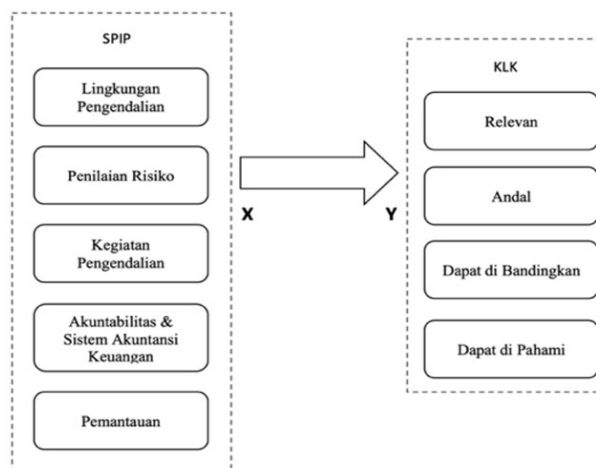 SPIP
Lingkungan
Pengendalian
Penilaian Risiko
Kegiatan
Pengendalian
Akuntabilitas &
Sistem Akuntansi
Keuangan
Pemantauan
X
Y
KLK
Relevan
Andal
Dapat di Bandingkan
Dapat di Pahami